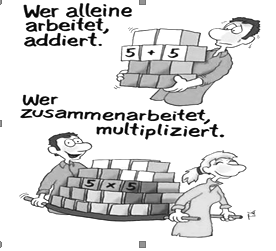 Wer alleine
arbeitet,
addiert.
5 + 5
Wer
zusammenarbeitet,
multipliziert.
5 x 5